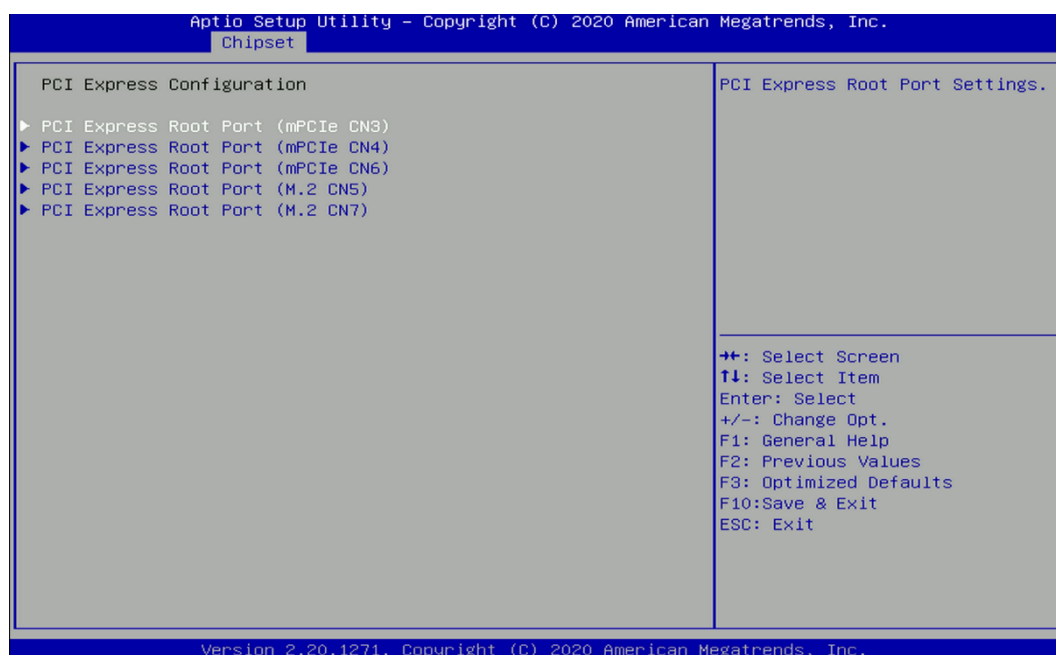 Aptio Setup Utility – Copyright (C) 2020 American Megatrends, Inc.
Chipset
PCI Express Configuration
▶ PCI Express Root Port (mPCIe CN3)
▶ PCI Express Root Port (mPCIe CN4)
▶ PCI Express Root Port (mPCIe CN6)
▶ PCI Express Root Port (M.2 CN5)
▶ PCI Express Root Port (M.2 CN7)
PCI Express Root Port Settings.
→←: Select Screen
↑↓: Select Item
Enter: Select
+/-: Change Opt.
F1: General Help
F2: Previous Values
F3: Optimized Defaults
F10:Save & Exit
ESC: Exit
Version 2.20.1271. Copyright (C) 2020 American Megatrends, Inc.